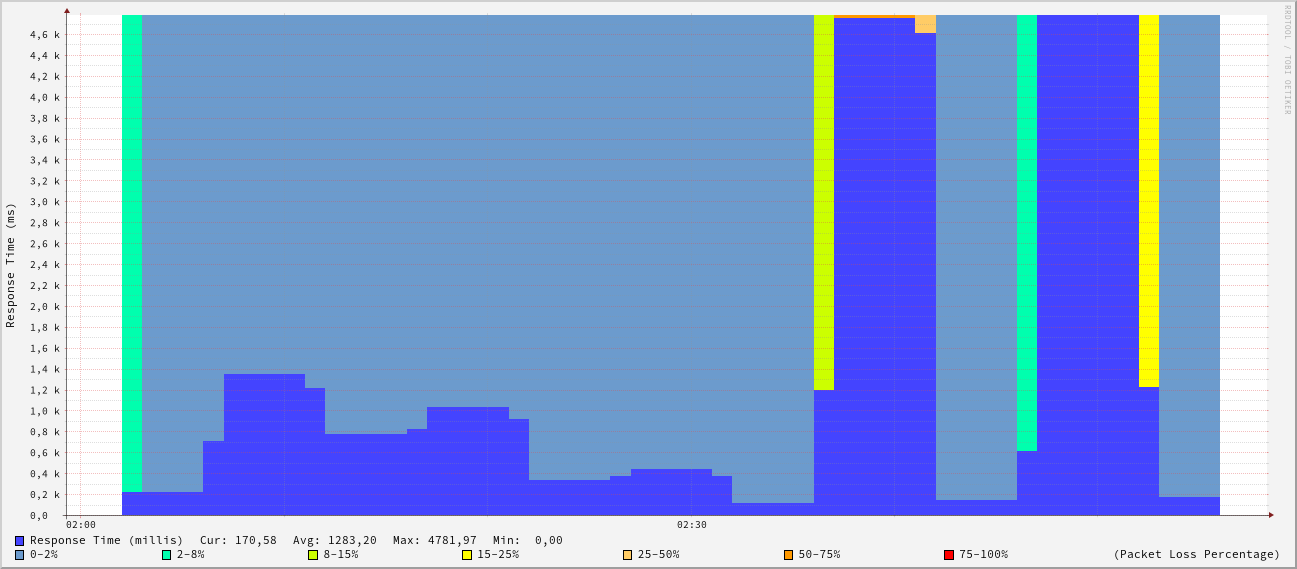 RRDTOOL / TOBI OETIKER
Response Time (ms)
4,6 k
4,4 k
4,2 k
4,0 k
3,8 k
3,6 k
3,4 k
3,2 k
3,0 k
2,8 k
2,6 k
2,4 k
2,2 k
2,0 k
1,8 k
1,6 k
1,4 k
1,2 k
1,0 k
0,8 k
0,6 k
0,4 k
0,2 k
0,0
02:00 02:30
Response Time (millis) Cur: 170,58 Avg: 1283,20 Max: 4781,97 Min: 0,00
0-2% 2-8% 8-15% 15-25% 25-50% 50-75% 75-100% (Packet Loss Percentage)